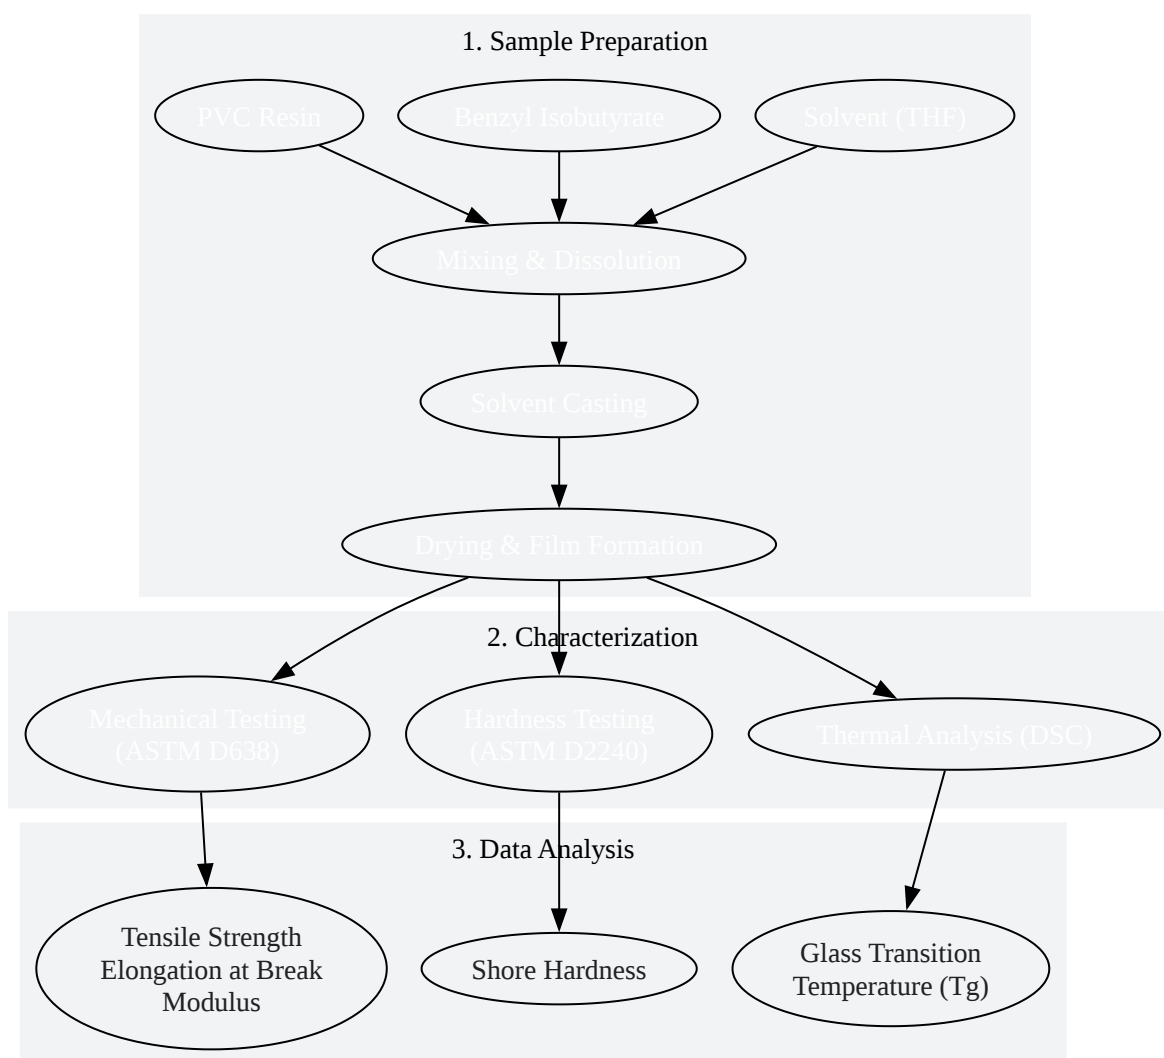 1. Sample Preparation
PVC Resin
Benzyl Isobutyrate
Solvent (THF)
Mixing & Dissolution
Solvent Casting
Drying & Film Formation
2. Characterization
Mechanical Testing
(ASTM D638)
Hardness Testing
(ASTM D2240)
Thermal Analysis (DSC)
3. Data Analysis
Tensile Strength
Elongation at Break
Modulus
Shore Hardness
Glass Transition
Temperature (Tg)